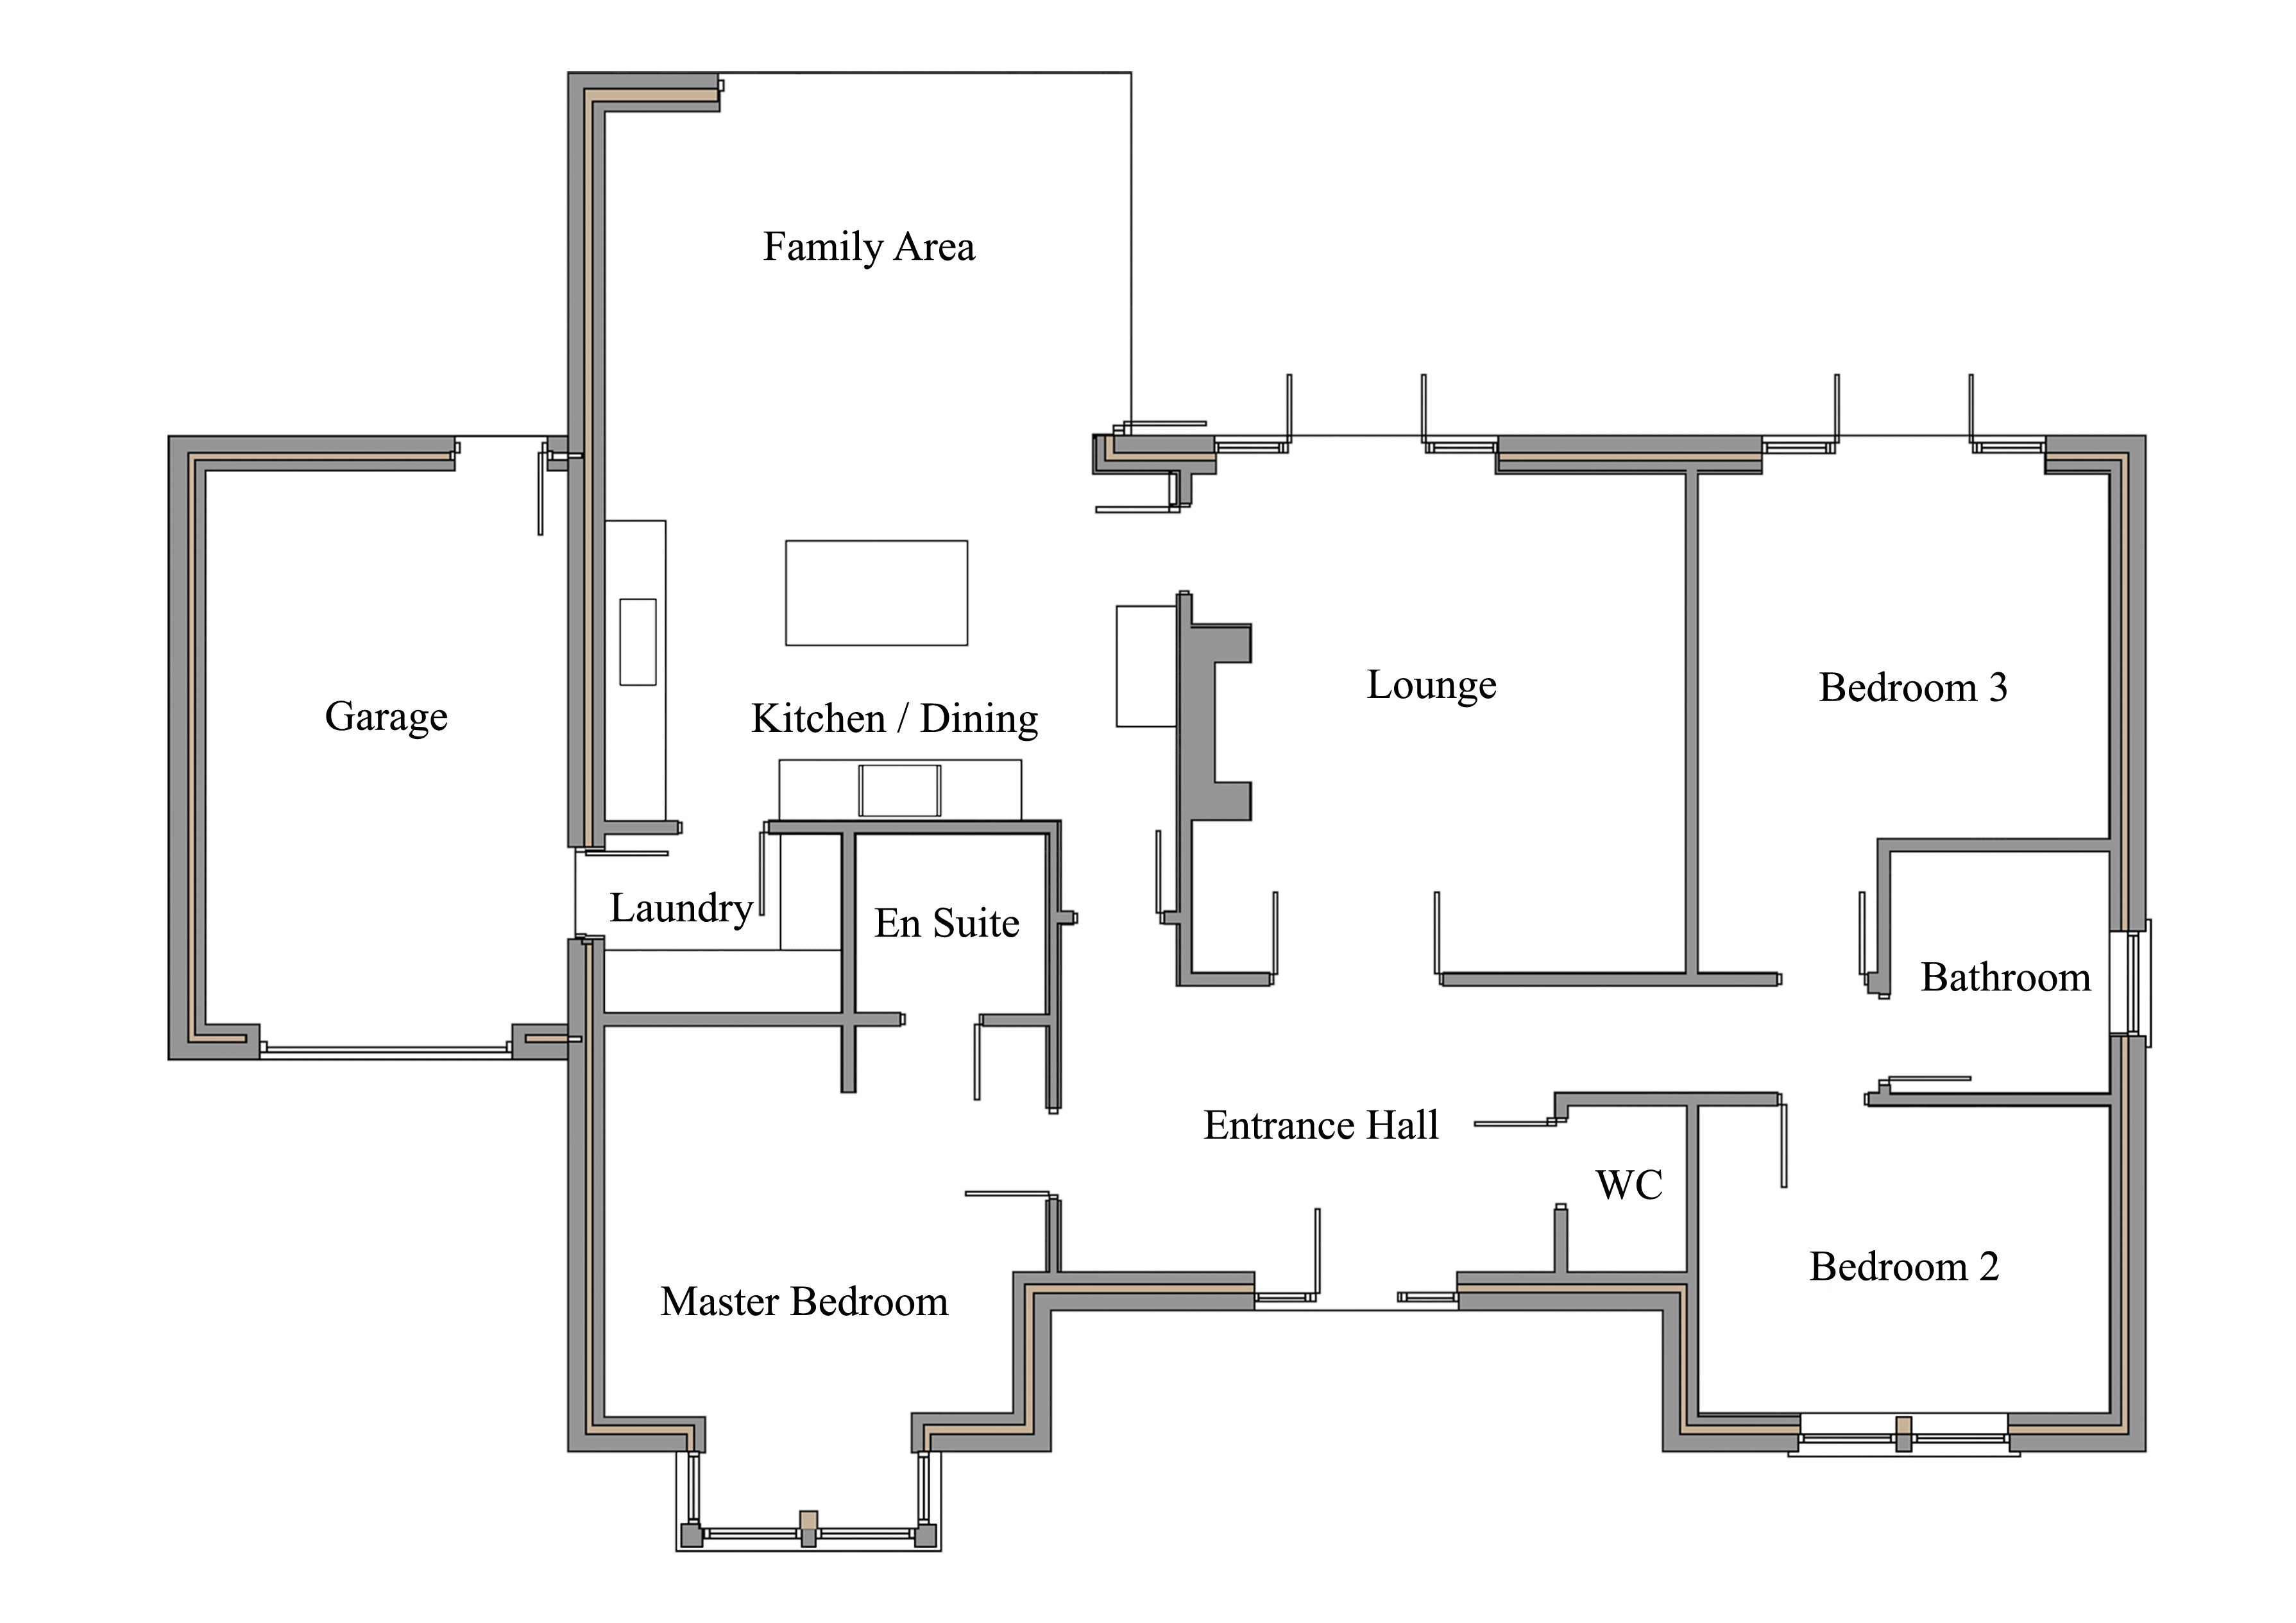 Family Area
Lounge
Bedroom 3
Garage
Kitchen / Dining
Laundry
En Suite
Bathroom
Entrance Hall
WC
Bedroom 2
Master Bedroom